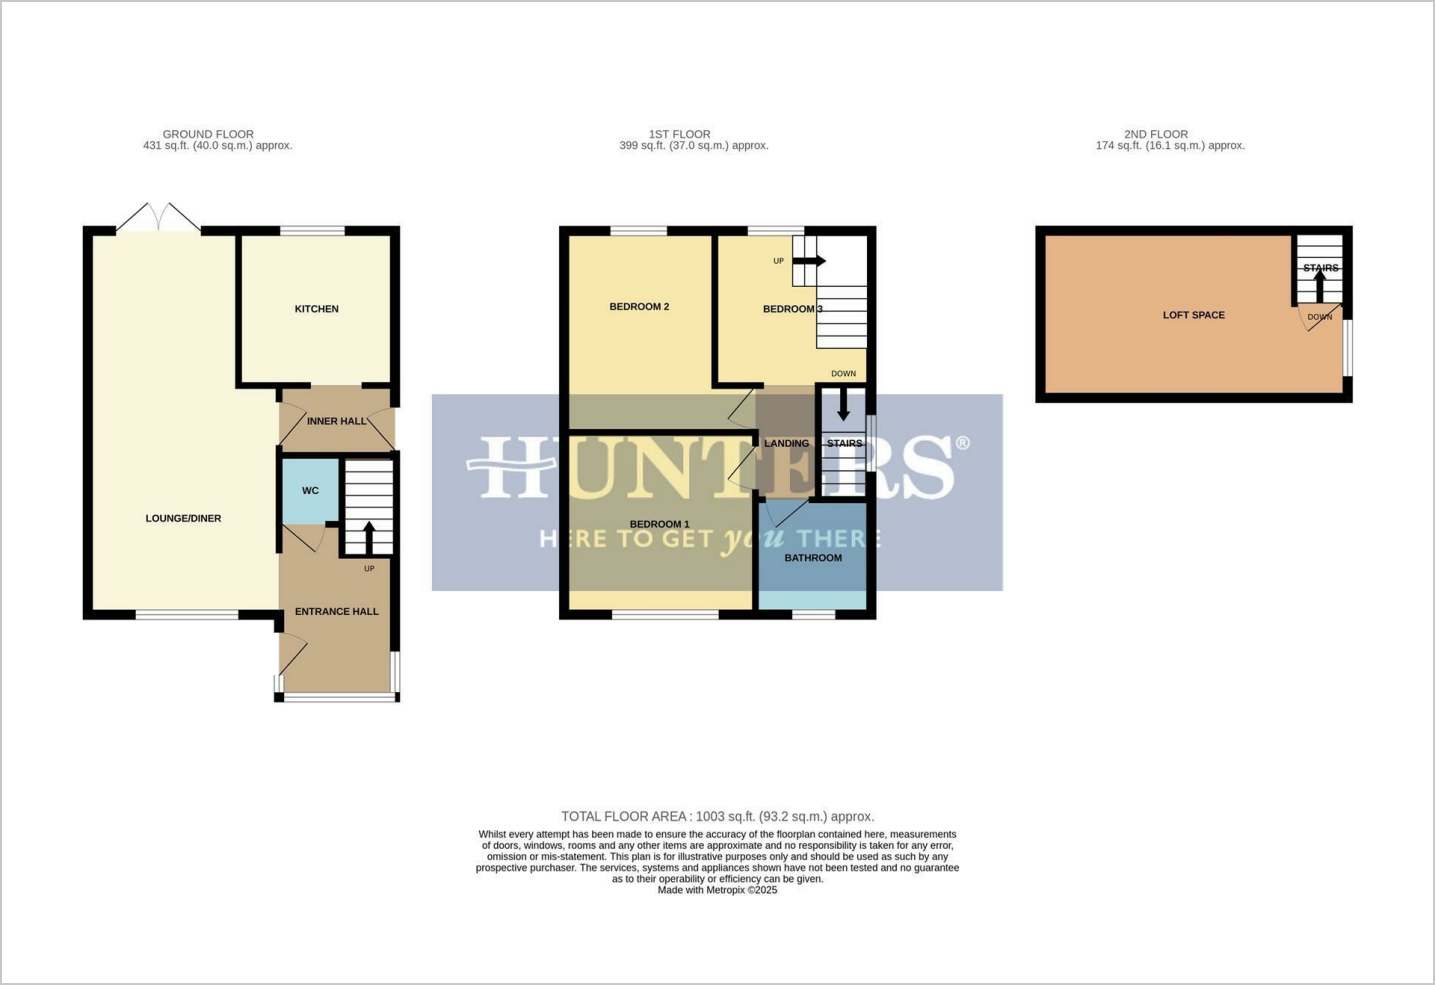 GROUND FLOOR
431 sq.ft. (40.0 sq.m.) approx.
1ST FLOOR
399 sq.ft. (37.0 sq.m.) approx.
2ND FLOOR
174 sq.ft. (16.1 sq.m.) approx.
KITCHEN
INNER HALL
WC
LOUNGE/DINER
UP
ENTRANCE HALL
UP
BEDROOM 2
BEDROOM 3
DOWN
LANDING
STAIRS
BEDROOM 1
BATHROOM
HUNTERS®
HERE TO GET you THERE
STAIRS
LOFT SPACE
DOWN
TOTAL FLOOR AREA : 1003 sq.ft. (93.2 sq.m.) approx.
Whilst every attempt has been made to ensure the accuracy of the floorplan contained here, measurements
of doors, windows, rooms and any other items are approximate and no responsibility is taken for any error,
omission or mis-statement. This plan is for illustrative purposes only and should be used as such by any
prospective purchaser. The services, systems and appliances shown have not been tested and no guarantee
as to their operability or efficiency can be given.
Made with Metropix ©2025